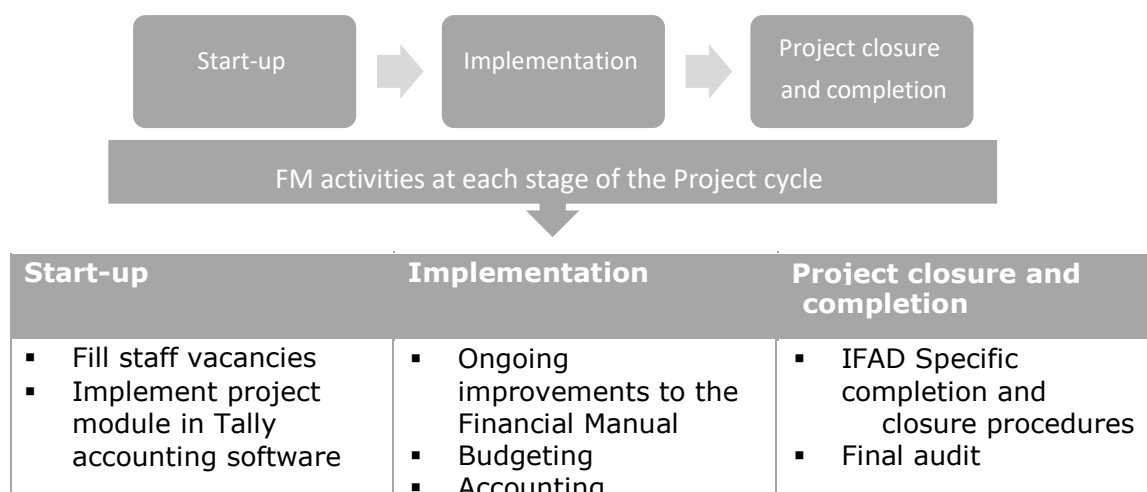 Start-up
Implementation
Project closure
and completion
FM activities at each stage of the Project cycle
Start-up
Implementation
Project closure and
completion
▪ Fill staff vacancies
▪ Implement project
module in Tally
accounting software
▪ Ongoing
improvements to the
Financial Manual
▪ Budgeting
▪ Accounting
▪ IFAD Specific
completion and
closure procedures
▪ Final audit